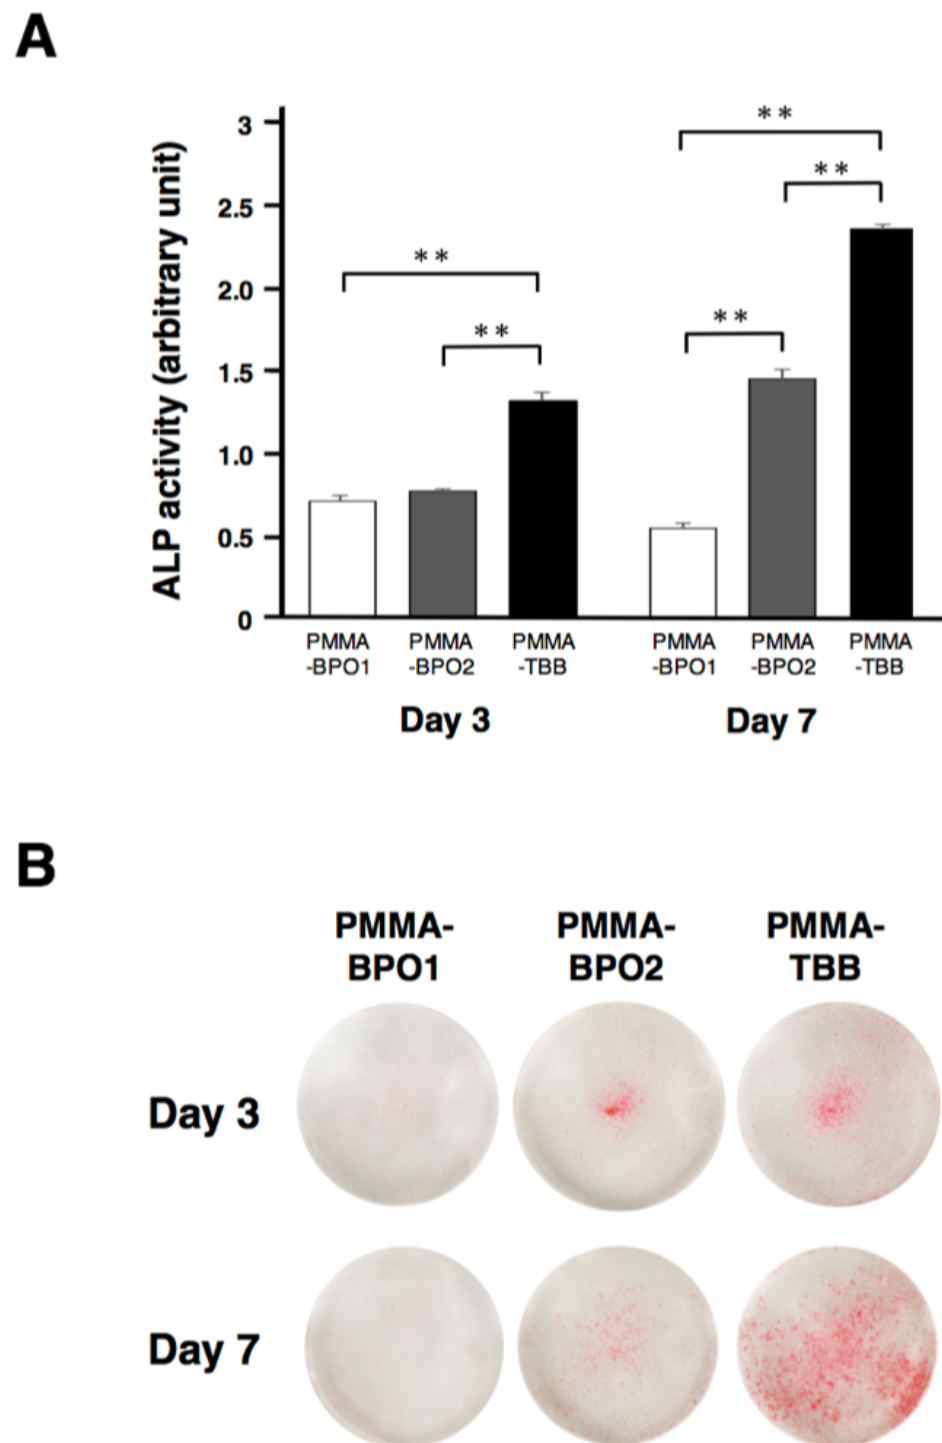 A
ALP activity (arbitrary unit)
3
2.5
2.0
1.5
1.0
0.5
0
**
**
**
**
**
PMMA
-BPO1
PMMA
-BPO2
PMMA
-TBB
PMMA
-BPO1
PMMA
-BPO2
PMMA
-TBB
Day 3
Day 7
B
PMMA-
BPO1
PMMA-
BPO2
PMMA-
TBB
Day 3
Day 7